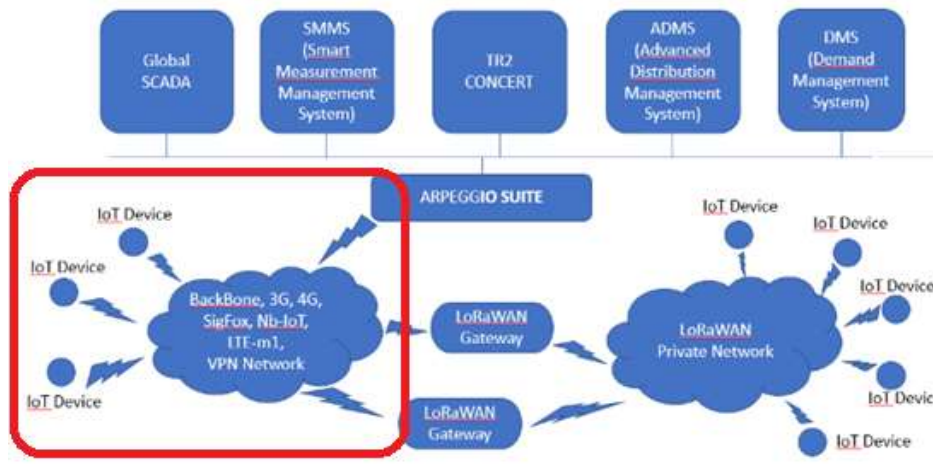 Global
SCADA
SMMS
(Smart
Measurement
Management
System)
TR2
CONCERT
ADMS
(Advanced
Distribution
Management
System)
DMS
(Demand
Management
System)
ARPEGGIO SUITE
IoT Device
IoT Device
IoT Device
BackBone, 3G, 4G,
SigFox, Nb-IoT,
LTE-m1,
VPN Network
LoRaWAN
Gateway
LoRaWAN
Gateway
LoRaWAN
Private Network
IoT Device
IoT Device
IoT Device
IoT Device
IoT Device